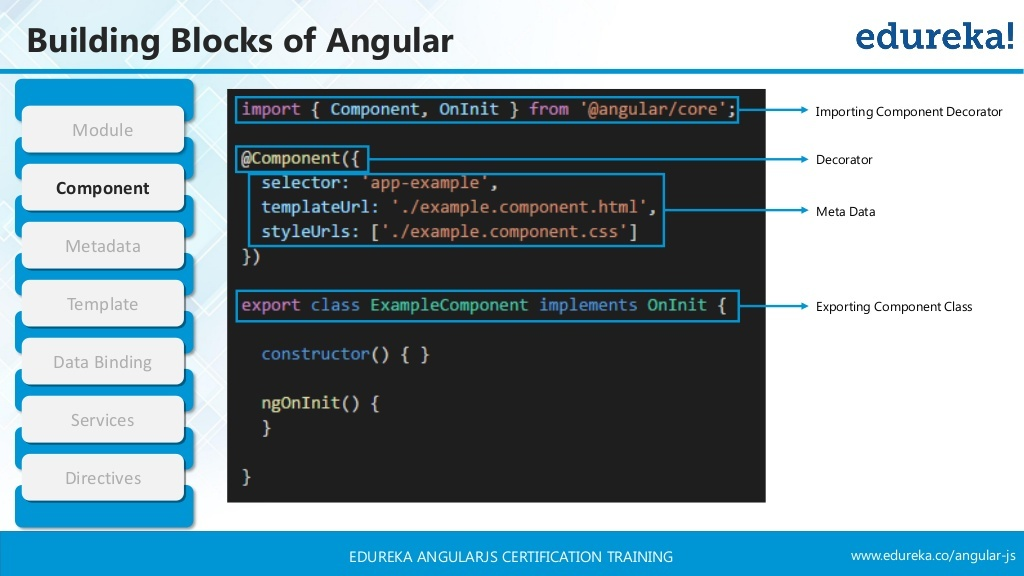 Building Blocks of Angular
edureka!
Module
Component
Metadata
Template
Data Binding
Services
Directives
import { Component, OnInit } from '@angular/core';
@Component({
selector: 'app-example',
templateUrl: './example.component.html',
styleUrls: ['./example.component.css']
})
export class ExampleComponent implements OnInit {
constructor() { }
ngOnInit() {
}
}
Importing Component Decorator
Decorator
Meta Data
Exporting Component Class
EDUREKA ANGULARJS CERTIFICATION TRAINING
www.edureka.co/angular-js